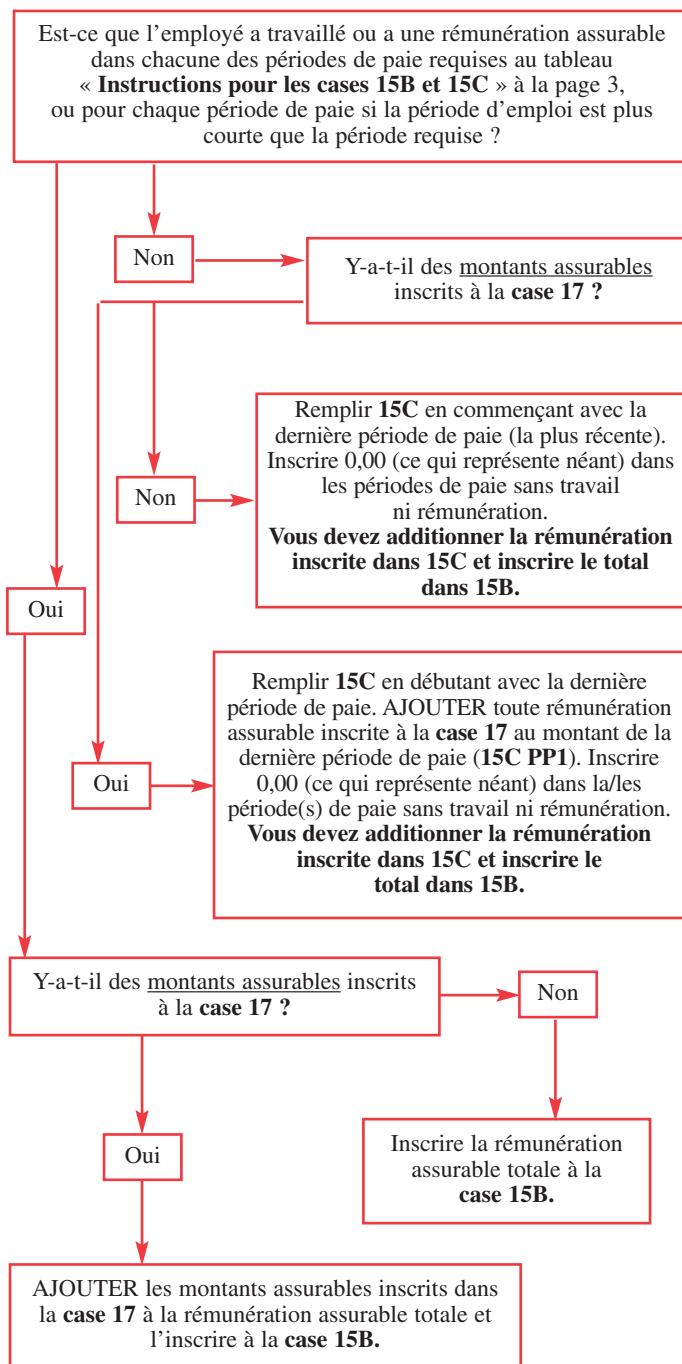 Est-ce que l'employé a travaillé ou a une rémunération assurable
dans chacune des périodes de paie requises au tableau
« Instructions pour les cases 15B et 15C » à la page 3,
ou pour chaque période de paie si la période d'emploi est plus
courte que la période requise ?
Non
Y-a-t-il des montants assurables
inscrits à la case 17 ?
Remplir 15C en commençant avec la
dernière période de paie (la plus récente).
Inscrire 0,00 (ce qui représente néant) dans
les périodes de paie sans travail
ni rémunération.
Vous devez additionner la rémunération
inscrite dans 15C et inscrire le total
dans 15B.
Non
Oui
Remplir 15C en débutant avec la dernière
période de paie. AJOUTER toute rémunération
assurable inscrite à la case 17 au montant de la
dernière période de paie (15C PP1). Inscrire
0,00 (ce qui représente néant) dans la/les
période(s) de paie sans travail ni rémunération.
Vous devez additionner la rémunération
inscrite dans 15C et inscrire le
total dans 15B.
Oui
Y-a-t-il des montants assurables inscrits
à la case 17 ?
Non
Oui
Inscrire la rémunération
assurable totale à la
case 15B.
AJOUTER les montants assurables inscrits dans
la case 17 à la rémunération assurable totale et
l'inscrire à la case 15B.